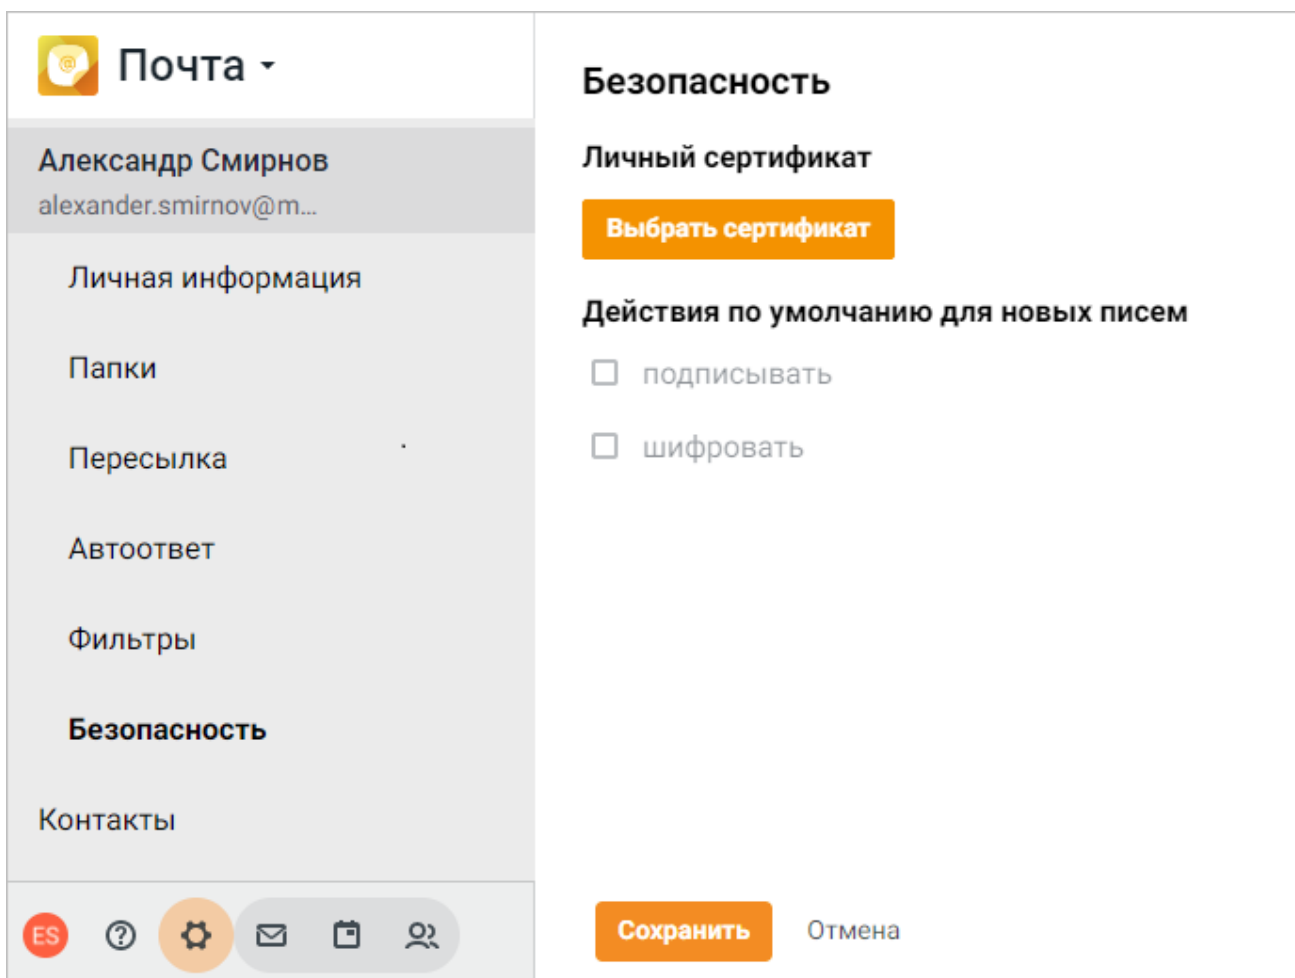 Почта
Александр Смирнов
alexander.smirnov@m...
Личная информация
Папки
Пересылка
Автоответ
Фильтры
Безопасность
Контакты
ES
Безопасность
Личный сертификат
Выбрать сертификат
Действия по умолчанию для новых писем
подписывать
шифровать
Сохранить Отмена